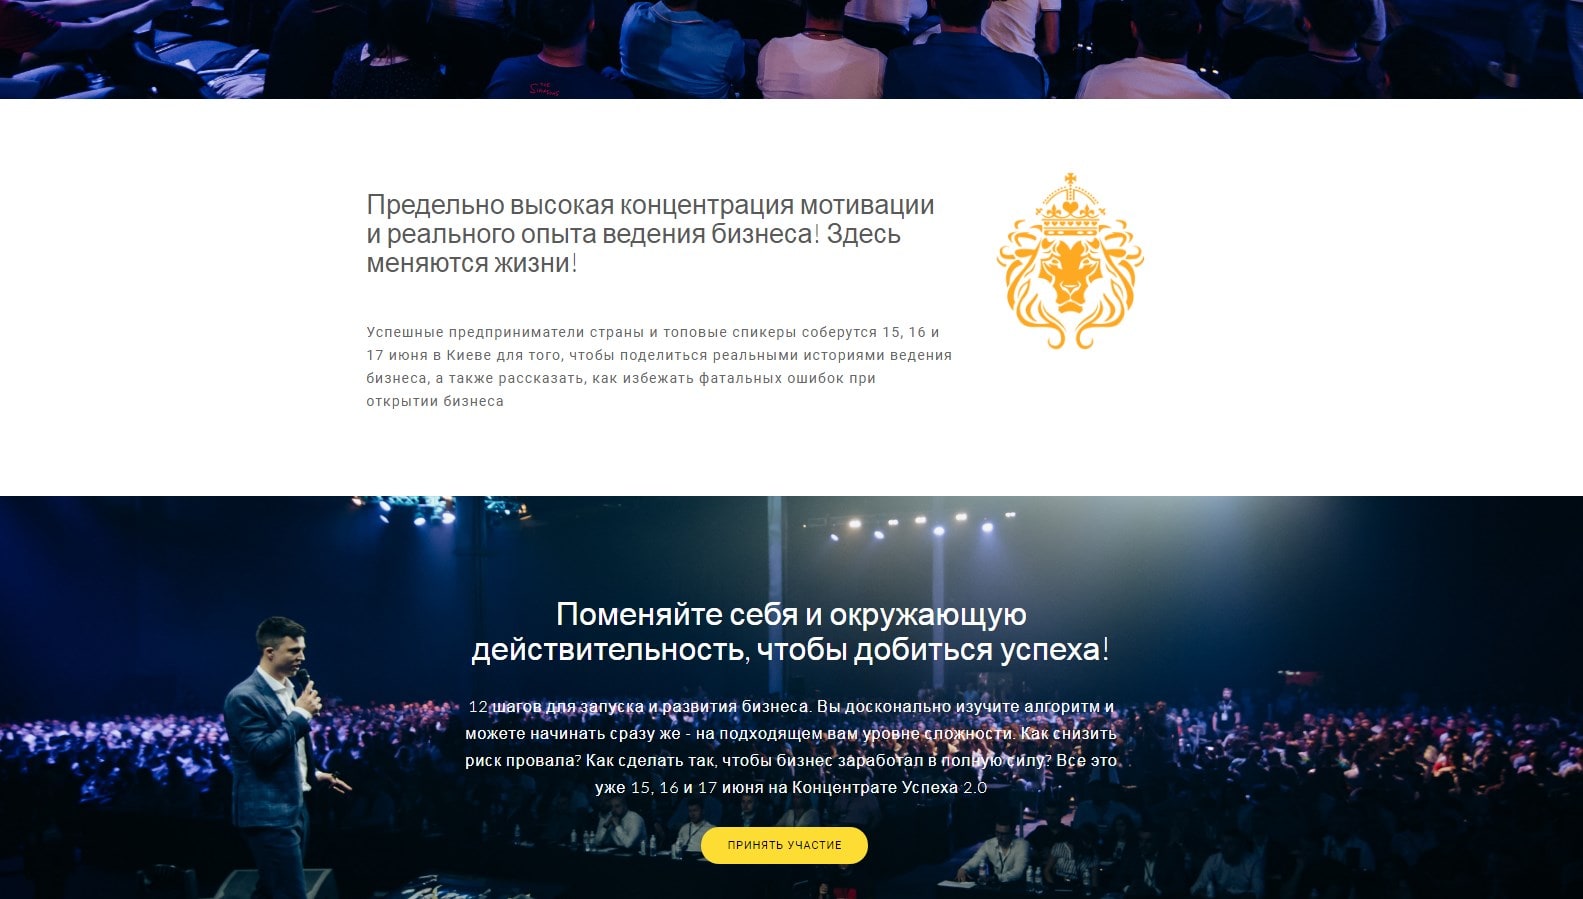 THE
SIMPSONS
Предельно высокая концентрация мотивации
и реального опыта ведения бизнеса! Здесь
меняются жизни!
Успешные предприниматели страны и топовые спикеры соберутся 15, 16 и
17 июня в Киеве для того, чтобы поделиться реальными историями ведения
бизнеса, а также рассказать, как избежать фатальных ошибок при
открытии бизнеса
Поменяйте себя и окружающую
действительность, чтобы добиться успеха!
12 шагов для запуска и развития бизнеса. Вы досконально изучите алгоритм и
можете начинать сразу же - на подходящем вам уровне сложности. Как снизить
риск провала? Как сделать так, чтобы бизнес заработал в полную силу? Все это
уже 15, 16 и 17 июня на Концентрате Успеха 2.0
ПРИНЯТЬ УЧАСТИЕ